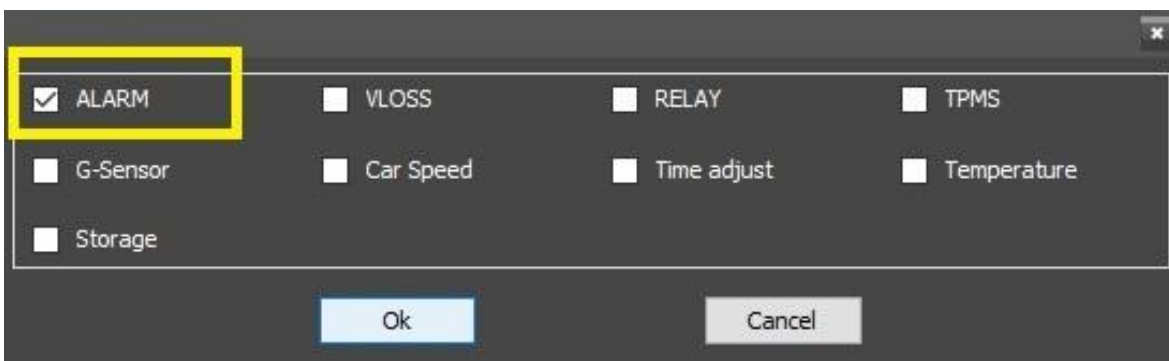 ALARM VLOSS RELAY TPMS
G-Sensor Car Speed Time adjust Temperature
Storage
Ok Cancel